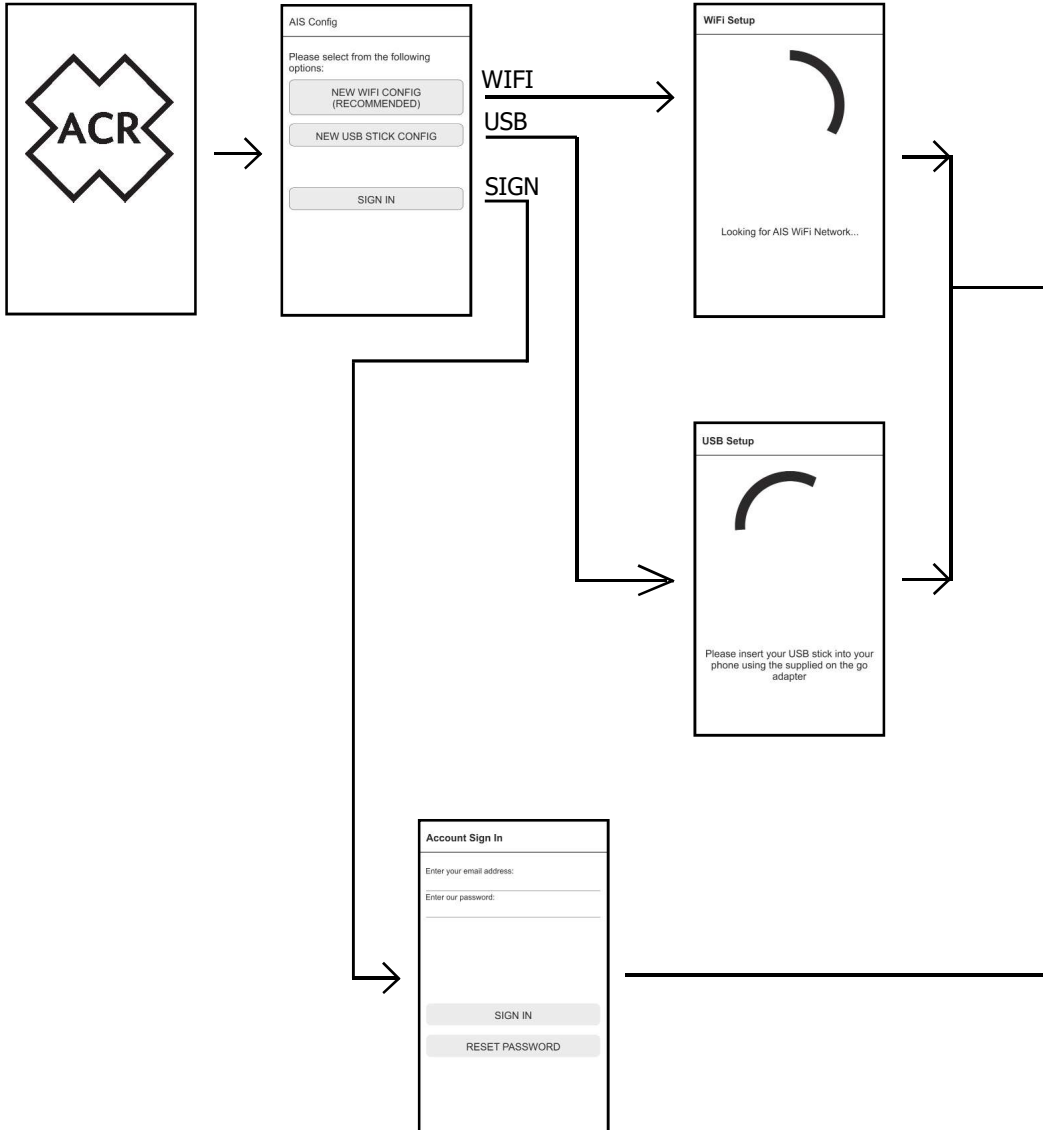 ACR
AIS Config
Please select from the following
options:
NEW WIFI CONFIG
(RECOMMENDED)
NEW USB STICK CONFIG
SIGN IN
WIFI
USB
SIGN
WiFi Setup
Looking for AIS WiFi Network...
USB Setup
Please insert your USB stick into your
phone using the supplied on the go
adapter
Account Sign In
Enter your email address:
Enter our password:
SIGN IN
RESET PASSWORD